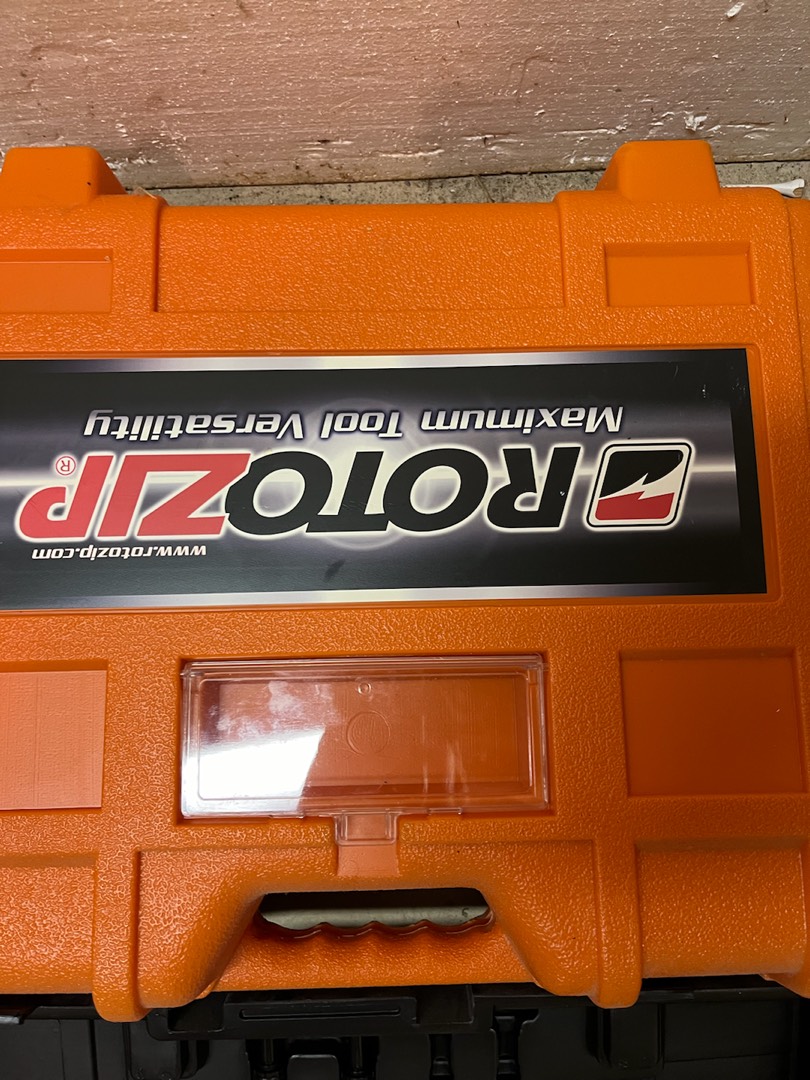 www.rotozip.com
ROTOZIP®
Maximum Tool Versatility